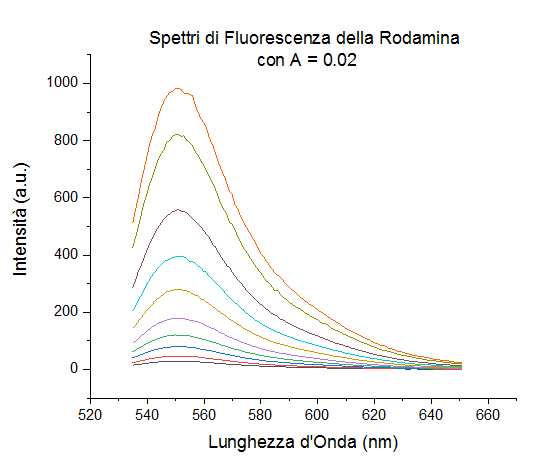 Spettri di Fluorescenza della Rodamina
con A = 0.02
1000
800
600
400
200
0
520 540 560 580 600 620 640 660
Intensità (a.u.)
Lunghezza d'Onda (nm)